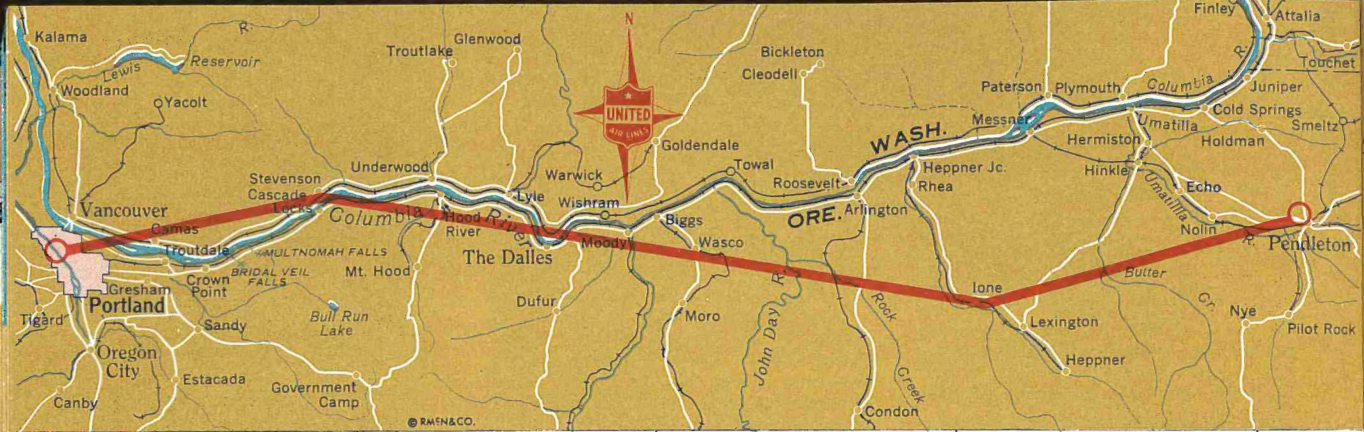 Kalama
R.
Reservoir
Lewis
Woodland
Yacolt
Troutlake
Glenwood
N
UNITED
AIR LINES
Bickleton
Cleodell
Finley
Attalia
R.
Touchet
Paterson
Plymouth
Columbia
Juniper
Cold Springs
Messner
Umatilla
Smeltz
WASH.
Hermiston
Holdman
Goldendale
Underwood
Towal
Heppner Jc.
Hinkle
Stevenson
Warwick
Roosevelt
Rhea
Echo
Cascade
Locks
Lyle
Wishram
Umatilla
R.
Vancouver
Columbia
River
Hood
River
Biggs
ORE.
Arlington
Nolin
Camas
Moody
Wasco
Pendleton
Troutdale
MULTNOMAH FALLS
The Dalles
BRIDAL VEIL
FALLS
Mt. Hood
Butter
Cr.
Gresham
Crown
Point
Ione
Portland
Dufur
John Day R.
Rock
Creek
Tigard
Bull Run
Lake
Moro
Nye
Sandy
Lexington
Pilot Rock
Oregon
City
Heppner
Estacada
Government
Camp
Canby
Condon
© RMCN&CO.